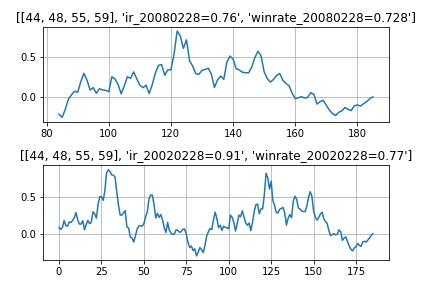 [[44, 48, 55, 59], 'ir_20080228=0.76', 'winrate_20080228=0.728']
0.5
0.0
80 100 120 140 160 180
[[44, 48, 55, 59], 'ir_20020228=0.91', 'winrate_20020228=0.77']
0.5
0.0
0 25 50 75 100 125 150 175